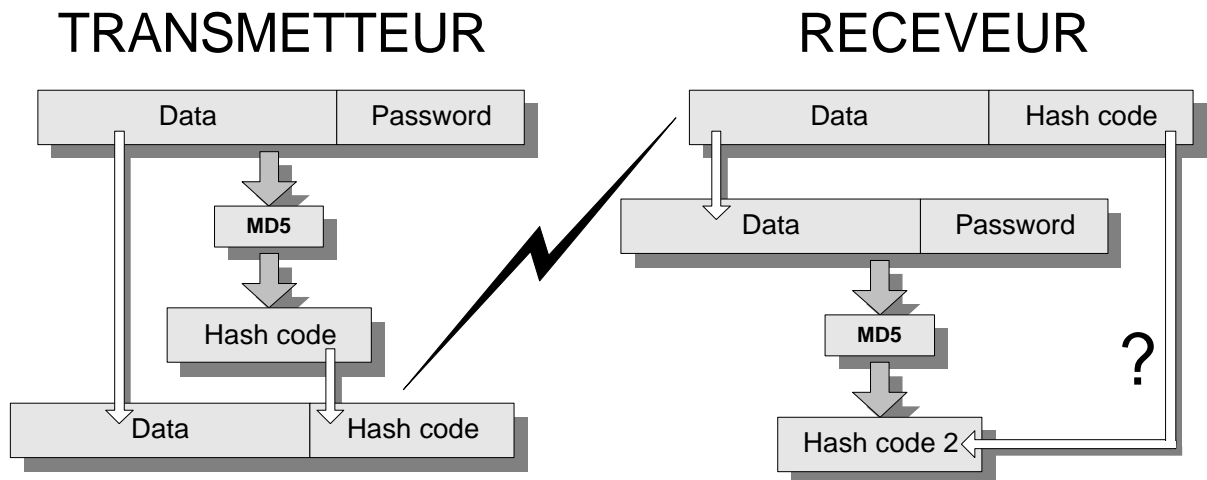 TRANSMETTEUR
Data Password
MD5
Hash code
Data Hash code
RECEVEUR
Data Hash code
Data Password
MD5
?
Hash code 2